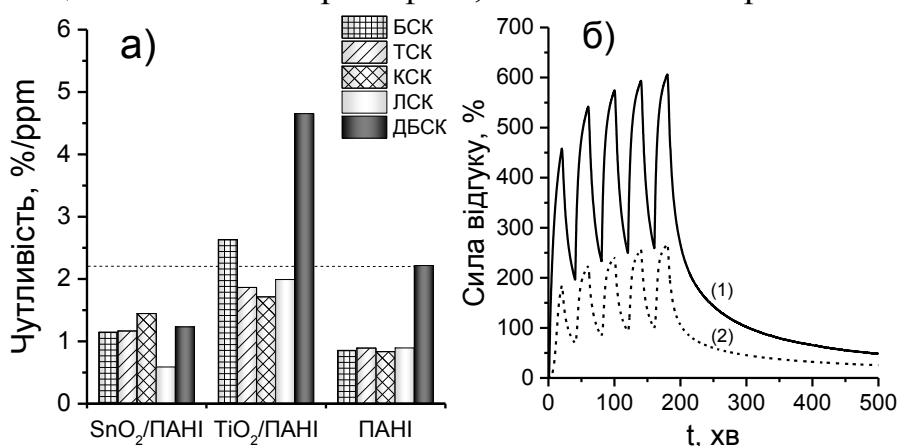 а)
БСК
ТСК
КСК
ЛСК
ДБСК
Чутливість, %/ppm
6
5
4
3
2
1
0
SnO₂/ПАНІ
TiO₂/ПАНІ
ПАНІ
б)
Сила відгуку, %
700
600
500
400
300
200
100
0
(1)
(2)
0
100
200
300
400
500
t, хв